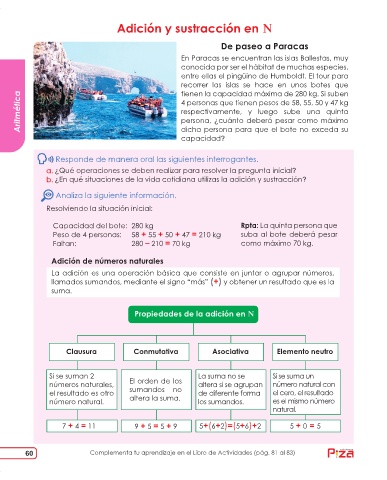 Adición y sustracción en N
De paseo a Paracas
En Paracas se encuentran las islas Ballestas, muy
conocida por ser el hábitat de muchas especies,
entre ellas el pingüino de Humboldt. El tour para
recorrer las islas se hace en unos botes que
tienen la capacidad máxima de 280 kg. Si suben
4 personas que tienen pesos de 58, 55, 50 y 47 kg
respectivamente, y luego sube una quinta
persona, ¿cuánto deberá pesar como máximo
dicha persona para que el bote no exceda su
capacidad?
Aritmética
Responde de manera oral las siguientes interrogantes.
a. ¿Qué operaciones se deben realizar para resolver la pregunta inicial?
b. ¿En qué situaciones de la vida cotidiana utilizas la adición y sustracción?
Analiza la siguiente información.
Resolviendo la situación inicial:
Capacidad del bote: 280 kg
Peso de 4 personas: 58 + 55 + 50 + 47 = 210 kg
Faltan: 280 – 210 = 70 kg
Rpta: La quinta persona que
suba al bote deberá pesar
como máximo 70 kg.
Adición de números naturales
La adición es una operación básica que consiste en juntar o agrupar números,
llamados sumandos, mediante el signo “más” (+) y obtener un resultado que es la
suma.
Propiedades de la adición en N
Clausura
Conmutativa
Asociativa
Elemento neutro
Si se suman 2
números naturales,
el resultado es otro
número natural.
El orden de los
sumandos no
altera la suma.
La suma no se
altera si se agrupan
de diferente forma
los sumandos.
Si se suma un
número natural con
el cero, el resultado
es el mismo número
natural.
7 + 4 = 11
9 + 5 = 5 + 9
5+(6+2)=(5+6)+2
5 + 0 = 5
60
Complementa tu aprendizaje en el Libro de Actividades (pág. 81 al 83)